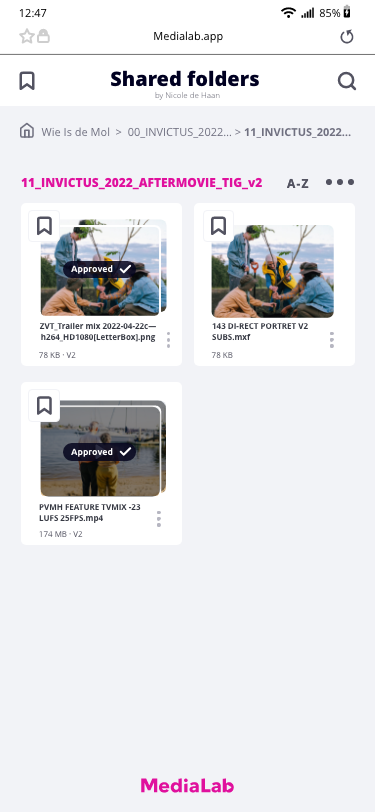 12:47
85%
Medialab.app
Shared folders
by Nicole de Haan
Wie Is de Mol > 00_INVICTUS_2022... > 11_INVICTUS_2022...
11_INVICTUS_2022_AFTERMOVIE_TIG_v2
A-Z
Approved
ZVT_Trailer mix 2022-04-22c—
h264_HD1080[LetterBox].png
78 KB · V2
143 DI-RECT PORTRET V2
SUBS.mxf
78 KB
Approved
PVMH FEATURE TVMIX -23
LUFS 25FPS.mp4
174 MB · V2
MediaLab